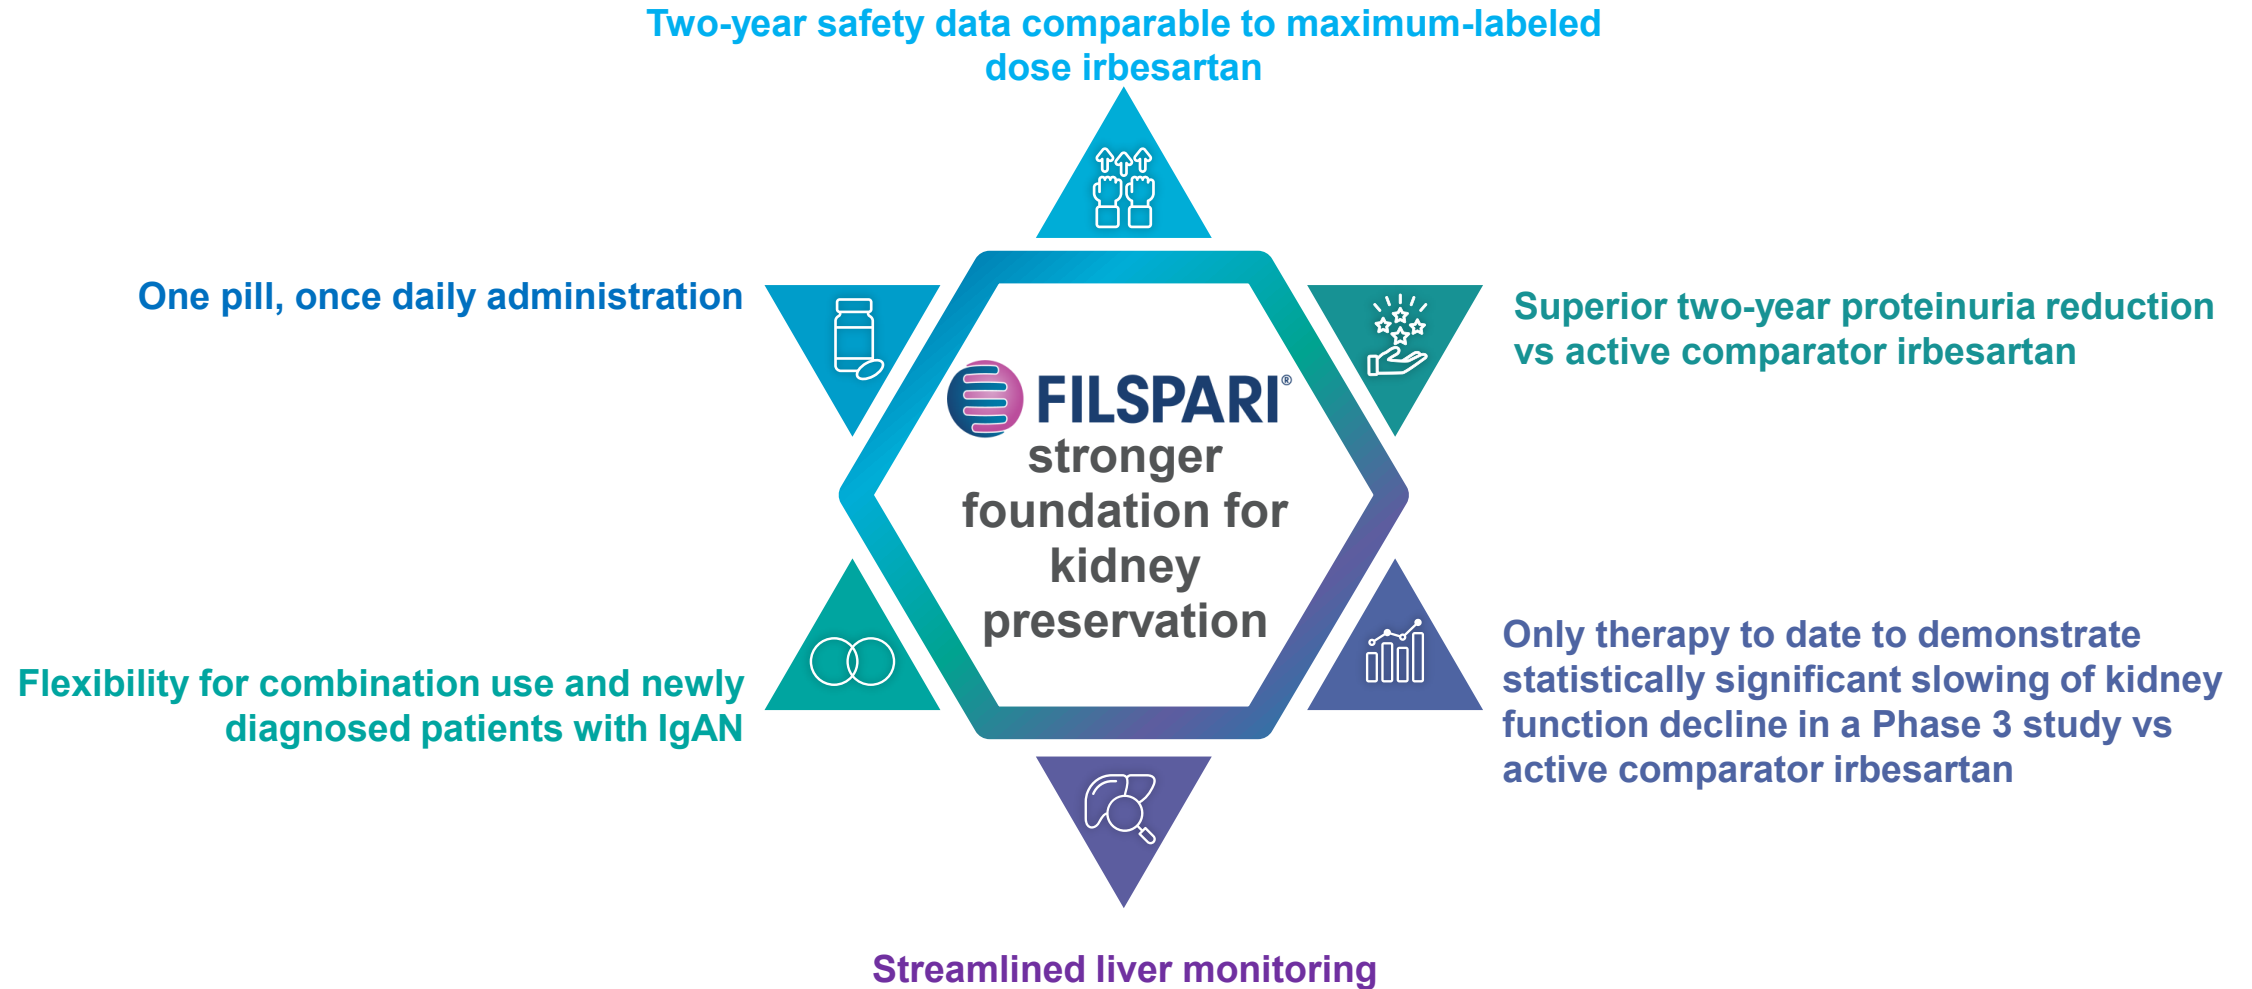 Two-year safety data comparable to maximum-labeled
dose irbesartan
One pill, once daily administration
Superior two-year proteinuria reduction
vs active comparator irbesartan
FILSPARI®
stronger
foundation for
kidney
preservation
Flexibility for combination use and newly
diagnosed patients with IgAN
Only therapy to date to demonstrate
statistically significant slowing of kidney
function decline in a Phase 3 study vs
active comparator irbesartan
Streamlined liver monitoring